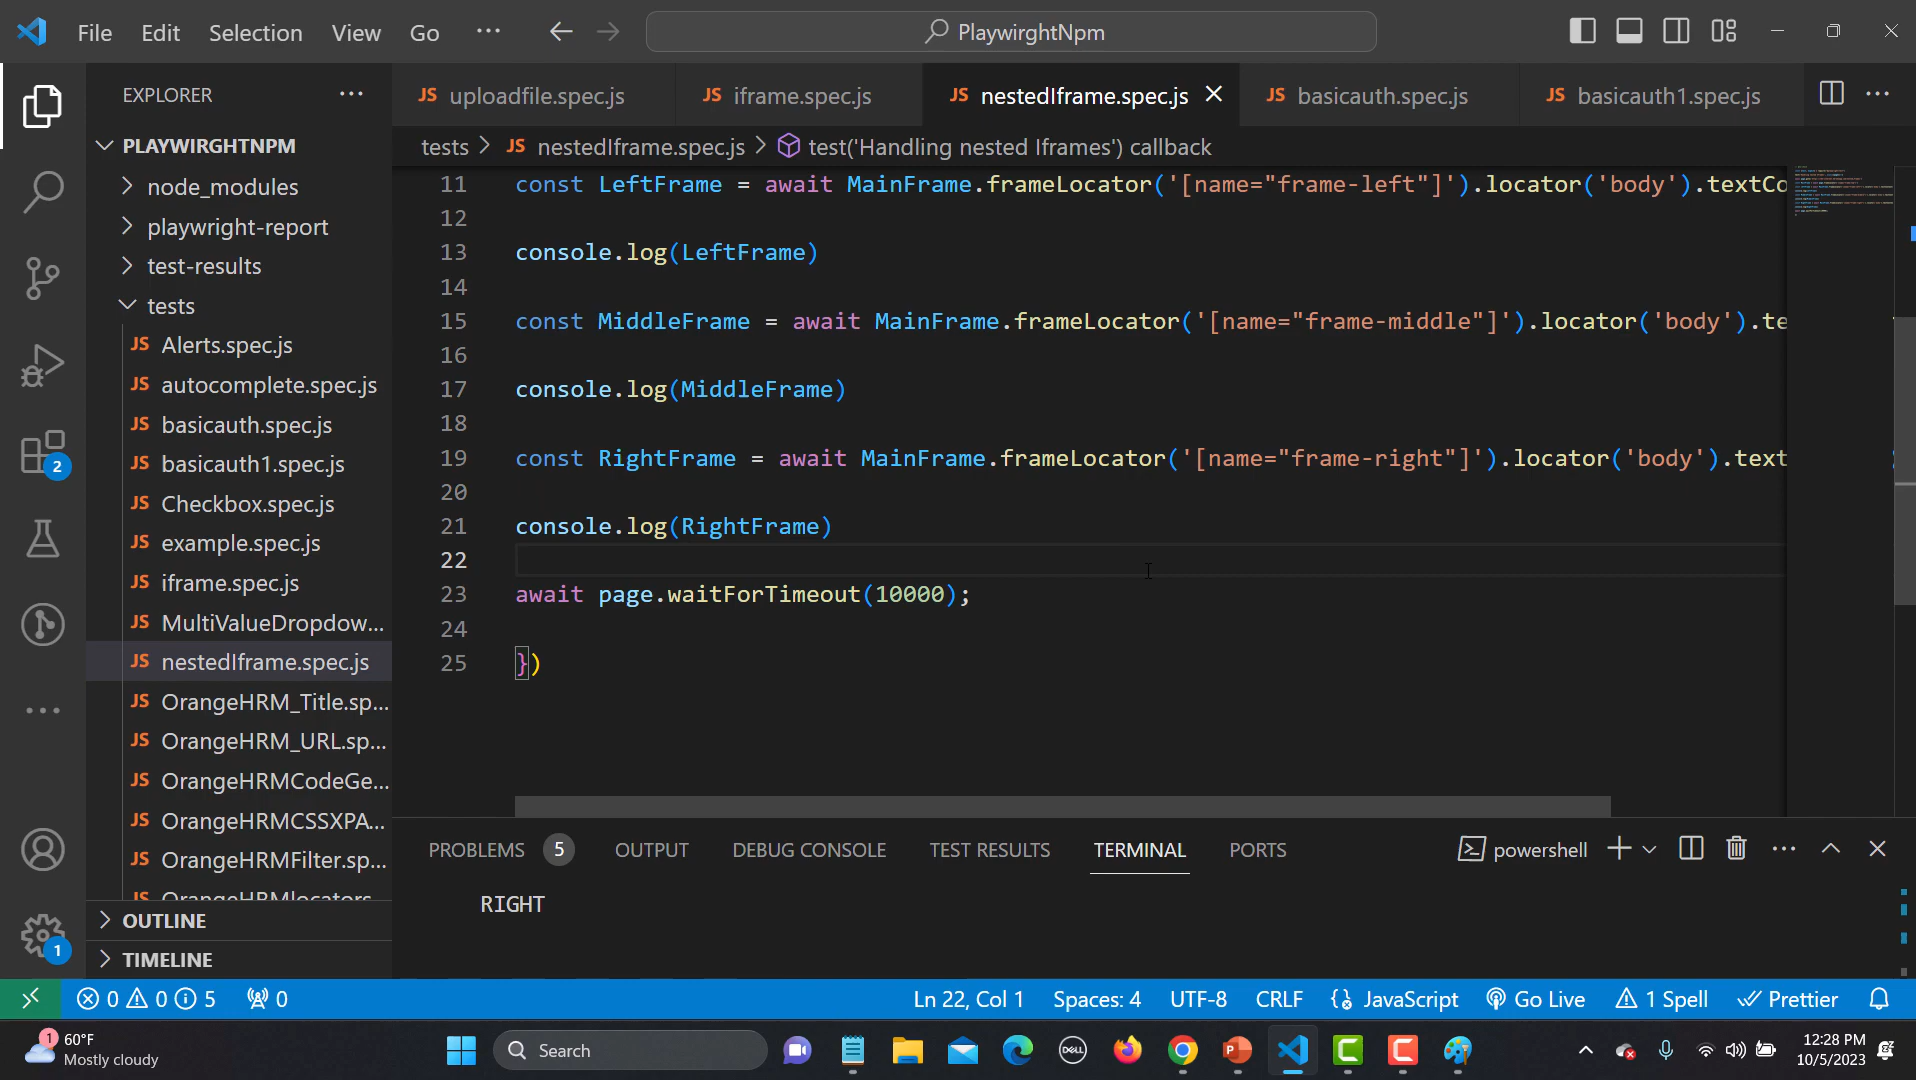 File Edit Selection View Go ··· PlaywirghtNpm
EXPLORER ···
PLAYWIRGHTNPM
node_modules
playwright-report
test-results
tests
JS Alerts.spec.js
JS autocomplete.spec.js
JS basicauth.spec.js
JS basicauth1.spec.js
JS Checkbox.spec.js
JS example.spec.js
JS iframe.spec.js
JS MultiValueDropdow...
JS nestedIframe.spec.js
JS OrangeHRM_Title.sp...
JS OrangeHRM_URL.sp...
JS OrangeHRMCodeGe...
JS OrangeHRMCSSXPA...
JS OrangeHRMFilter.sp...
JS OrangeHRMlocators
OUTLINE
TIMELINE
2
1
JS uploadfile.spec.js JS iframe.spec.js JS nestedIframe.spec.js JS basicauth.spec.js JS basicauth1.spec.js ···
tests > JS nestedIframe.spec.js > test('Handling nested Iframes') callback
11 const LeftFrame = await MainFrame.frameLocator('[name="frame-left"]').locator('body').textCo
12
13 console.log(LeftFrame)
14
15 const MiddleFrame = await MainFrame.frameLocator('[name="frame-middle"]').locator('body').te
16
17 console.log(MiddleFrame)
18
19 const RightFrame = await MainFrame.frameLocator('[name="frame-right"]').locator('body').text
20
21 console.log(RightFrame)
22
23 await page.waitForTimeout(10000);
24
25 })
PROBLEMS 5 OUTPUT DEBUG CONSOLE TEST RESULTS TERMINAL PORTS powershell ···
RIGHT
0 0 5 0 Ln 22, Col 1 Spaces: 4 UTF-8 CRLF JavaScript Go Live 1 Spell Prettier
1 60°F
Mostly cloudy
Search
DELL
12:28 PM
10/5/2023